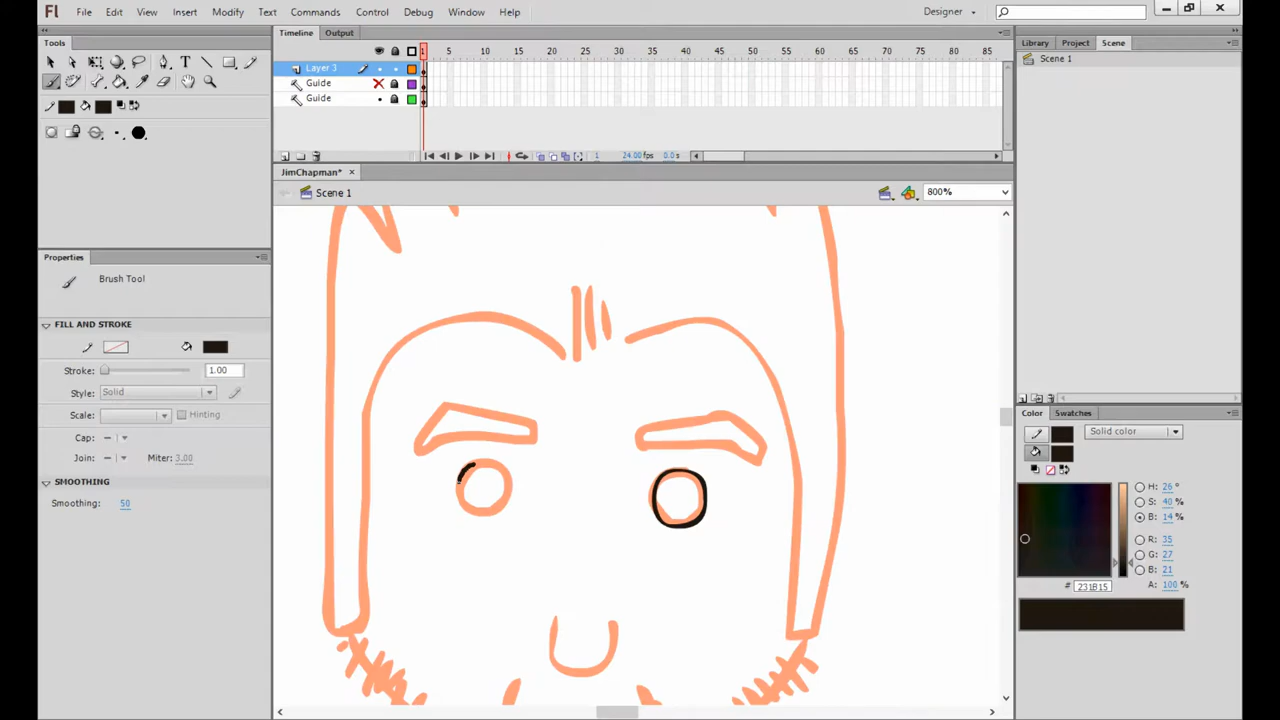 Fl File Edit View Insert Modify Text Commands Control Debug Window Help Designer
Tools
Timeline Output
Library Project Scene
1 5 10 15 20 25 30 35 40 45 50 55 60 65 70 75 80 85
Scene 1
Layer 3
Guide
Guide
1 24.00 fps 0.0 s
JimChapman* ×
Scene 1 800%
Properties
Brush Tool
FILL AND STROKE
Stroke: 1.00
Style: Solid
Scale: Hinting
Cap:
Join: Miter: 3.00
SMOOTHING
Smoothing: 50
Color Swatches
Solid color
H: 26 °
S: 40 %
B: 14 %
R: 35
G: 27
B: 21
A: 100 %
# 231B15